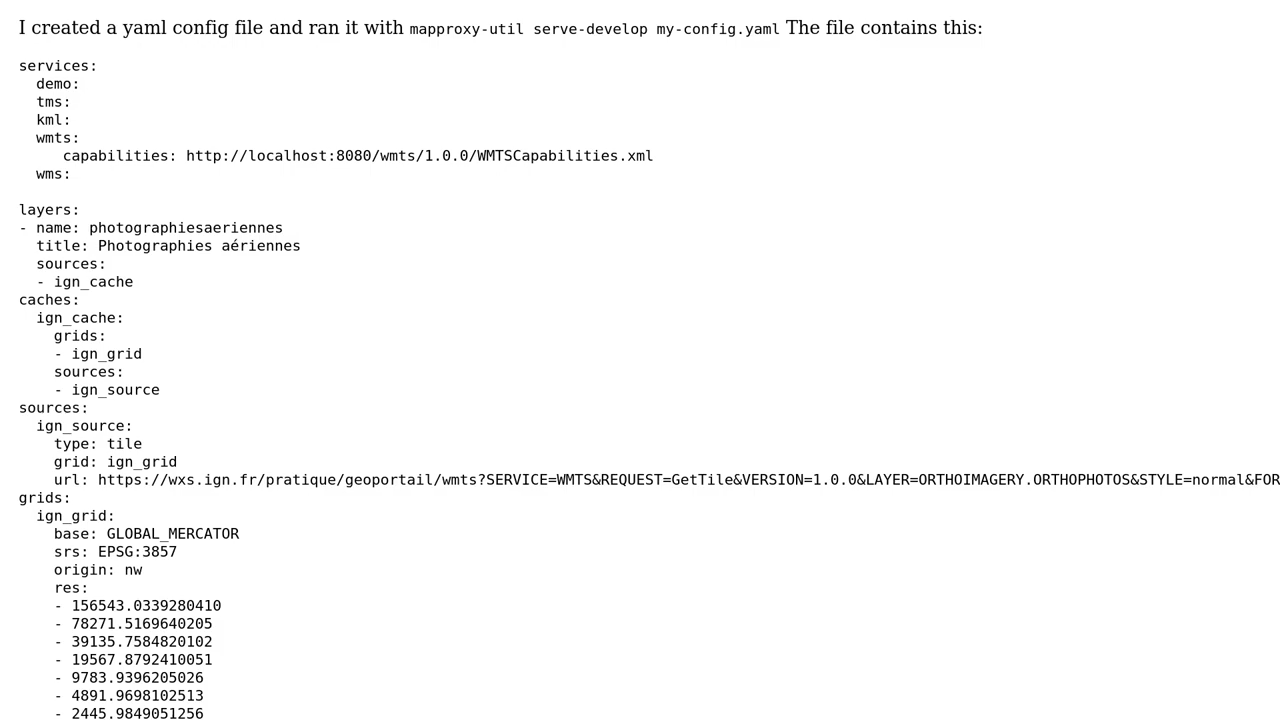 I created a yaml config file and ran it with mapproxy-util serve-develop my-config.yaml The file contains this:
services:
  demo:
  tms:
  kml:
  wmts:
     capabilities: http://localhost:8080/wmts/1.0.0/WMTSCapabilities.xml
  wms:

layers:
- name: photographiesaeriennes
  title: Photographies aériennes
  sources:
  - ign_cache
caches:
  ign_cache:
    grids:
    - ign_grid
    sources:
    - ign_source
sources:
  ign_source:
    type: tile
    grid: ign_grid
    url: https://wxs.ign.fr/pratique/geoportail/wmts?SERVICE=WMTS&REQUEST=GetTile&VERSION=1.0.0&LAYER=ORTHOIMAGERY.ORTHOPHOTOS&STYLE=normal&FOR
grids:
  ign_grid:
    base: GLOBAL_MERCATOR
    srs: EPSG:3857
    origin: nw
    res:
    - 156543.0339280410
    - 78271.5169640205
    - 39135.7584820102
    - 19567.8792410051
    - 9783.9396205026
    - 4891.9698102513
    - 2445.9849051256